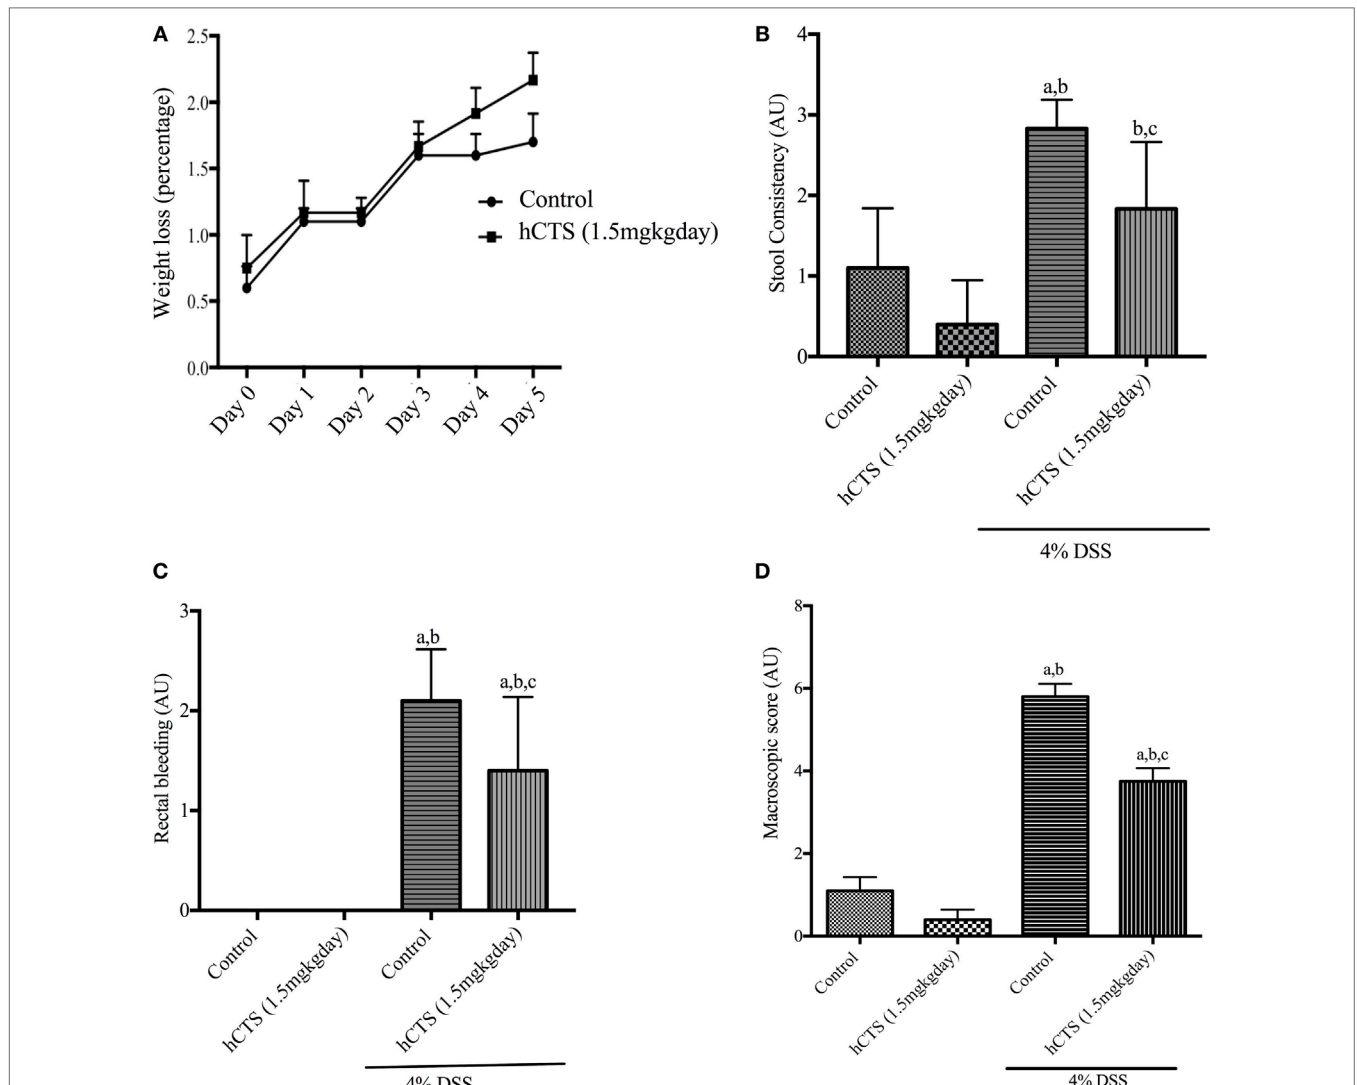 A
2.5
2.0
1.5
1.0
0.5
0.0
Weight loss (percentage)
Control
hCTS (1.5mgkgday)
Day 0
Day 1
Day 2
Day 3
Day 4
Day 5
B
4
3
2
1
0
Stool Consistency (AU)
a,b
b,c
Control
hCTS (1.5mgkgday)
Control
hCTS (1.5mgkgday)
4% DSS
C
3
2
1
0
Rectal bleeding (AU)
a,b
a,b,c
Control
hCTS (1.5mgkgday)
Control
hCTS (1.5mgkgday)
4% DSS
D
8
6
4
2
0
Macroscopic score (AU)
a,b
a,b,c
Control
hCTS (1.5mgkgday)
Control
hCTS (1.5mgkgday)
4% DSS